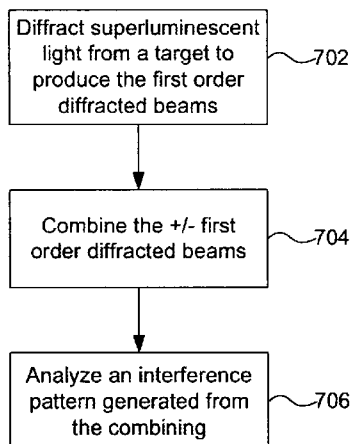 Diffract superluminescent
light from a target to
produce the first order
diffracted beams
702
Combine the +/- first
order diffracted beams
704
Analyze an interference
pattern generated from
the combining
706